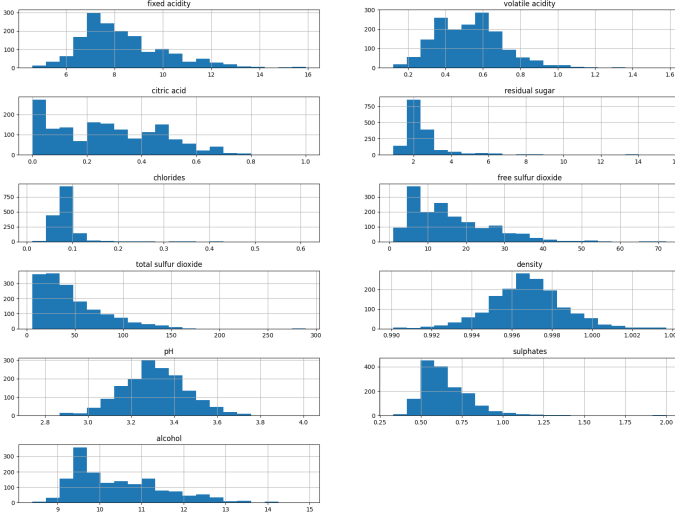 fixed acidity
300
200
100
0
6 8 10 12 14 16
volatile acidity
300
200
100
0
0.2 0.4 0.6 0.8 1.0 1.2 1.4 1.6
citric acid
200
100
0
0.0 0.2 0.4 0.6 0.8 1.0
residual sugar
750
500
250
0
2 4 6 8 10 12 14
chlorides
750
500
250
0
0.0 0.1 0.2 0.3 0.4 0.5 0.6
free sulfur dioxide
300
200
100
0
0 10 20 30 40 50 60 70
total sulfur dioxide
300
200
100
0
0 50 100 150 200 250 300
density
200
100
0
0.990 0.992 0.994 0.996 0.998 1.000 1.002
pH
300
200
100
0
2.8 3.0 3.2 3.4 3.6 3.8 4.0
sulphates
400
200
0
0.25 0.50 0.75 1.00 1.25 1.50 1.75 2.00
alcohol
300
200
100
0
9 10 11 12 13 14 15